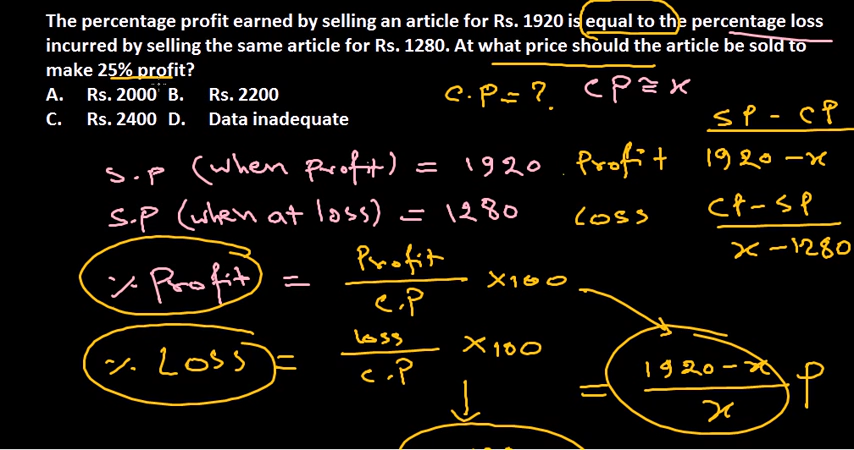 The percentage profit earned by selling an article for Rs. 1920 is equal to the percentage loss
incurred by selling the same article for Rs. 1280. At what price should the article be sold to
make 25% profit?
A. Rs. 2000 B. Rs. 2200
C. Rs. 2400 D. Data inadequate
C.P = ? CP ≅ x
SP - CP
S.P (when Profit) = 1920 Profit 1920 - x
S.P (when at loss) = 1280 Loss CP - SP
x - 1280
% Profit = Profit / C.P × 100
% Loss = loss / C.P × 100
= 1920 - x / x P